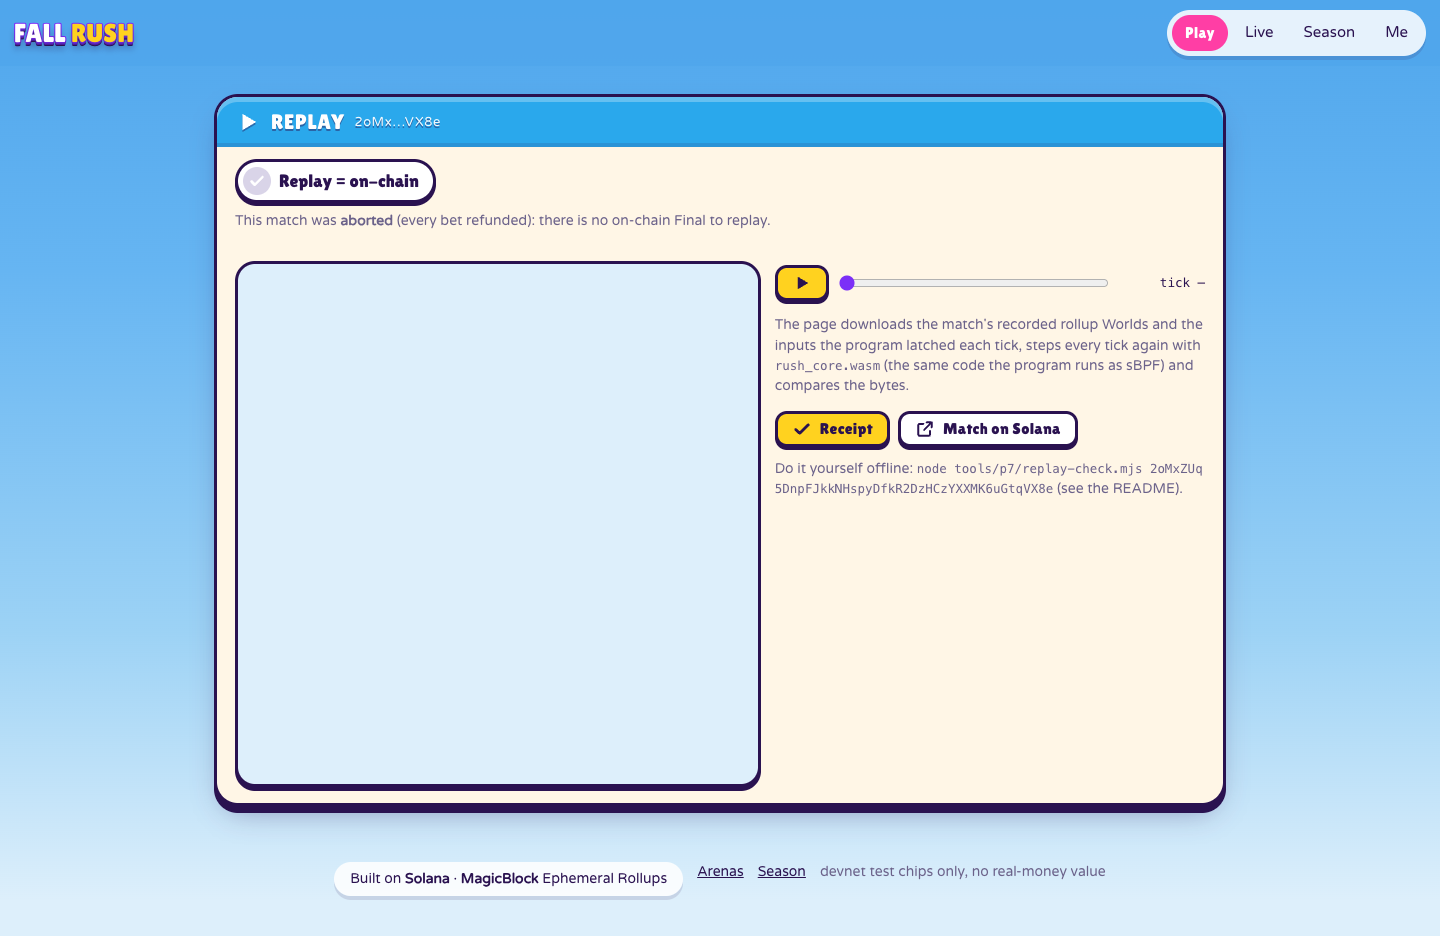 FALL RUSH
Play Live Season Me
REPLAY 2oMx...VX8e
Replay = on-chain
This match was aborted (every bet refunded): there is no on-chain Final to replay.
tick —
The page downloads the match's recorded rollup Worlds and the
inputs the program latched each tick, steps every tick again with
rush_core.wasm (the same code the program runs as sBPF) and
compares the bytes.
Receipt Match on Solana
Do it yourself offline: node tools/p7/replay-check.mjs 2oMxZUq
5DnpFJkkNHspyDfkR2DzHCzYXXMK6uGtqVX8e (see the README).
Built on Solana · MagicBlock Ephemeral Rollups Arenas Season devnet test chips only, no real-money value